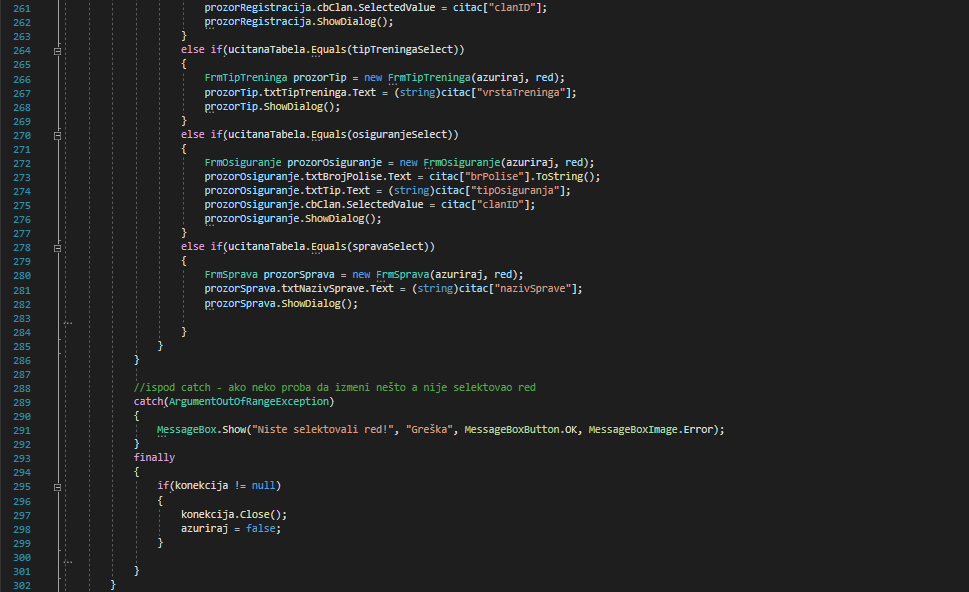 261 prozorRegistracija.cbClan.SelectedValue = citac["clanID"];
262 prozorRegistracija.ShowDialog();
263 }
264 else if(ucitanaTabela.Equals(tipTreningaSelect))
265 {
266 FrmTipTreninga prozorTip = new FrmTipTreninga(azuriraj, red);
267 prozorTip.txtTipTreninga.Text = (string)citac["vrstaTreninga"];
268 prozorTip.ShowDialog();
269 }
270 else if(ucitanaTabela.Equals(osiguranjeSelect))
271 {
272 FrmOsiguranje prozorOsiguranje = new FrmOsiguranje(azuriraj, red);
273 prozorOsiguranje.txtBrojPolise.Text = citac["brPolise"].ToString();
274 prozorOsiguranje.txtTip.Text = (string)citac["tipOsiguranja"];
275 prozorOsiguranje.cbClan.SelectedValue = citac["clanID"];
276 prozorOsiguranje.ShowDialog();
277 }
278 else if(ucitanaTabela.Equals(spravaSelect))
279 {
280 FrmSprava prozorSprava = new FrmSprava(azuriraj, red);
281 prozorSprava.txtNazivSprave.Text = (string)citac["nazivSprave"];
282 prozorSprava.ShowDialog();
283
284 }
285 }
286 }
287
288 //ispod catch - ako neko proba da izmeni nešto a nije selektovao red
289 catch(ArgumentOutOfRangeException)
290 {
291 MessageBox.Show("Niste selektovali red!", "Greška", MessageBoxButton.OK, MessageBoxImage.Error);
292 }
293 finally
294 {
295 if(konekcija != null)
296 {
297 konekcija.Close();
298 azuriraj = false;
299 }
300
301 }
302 }